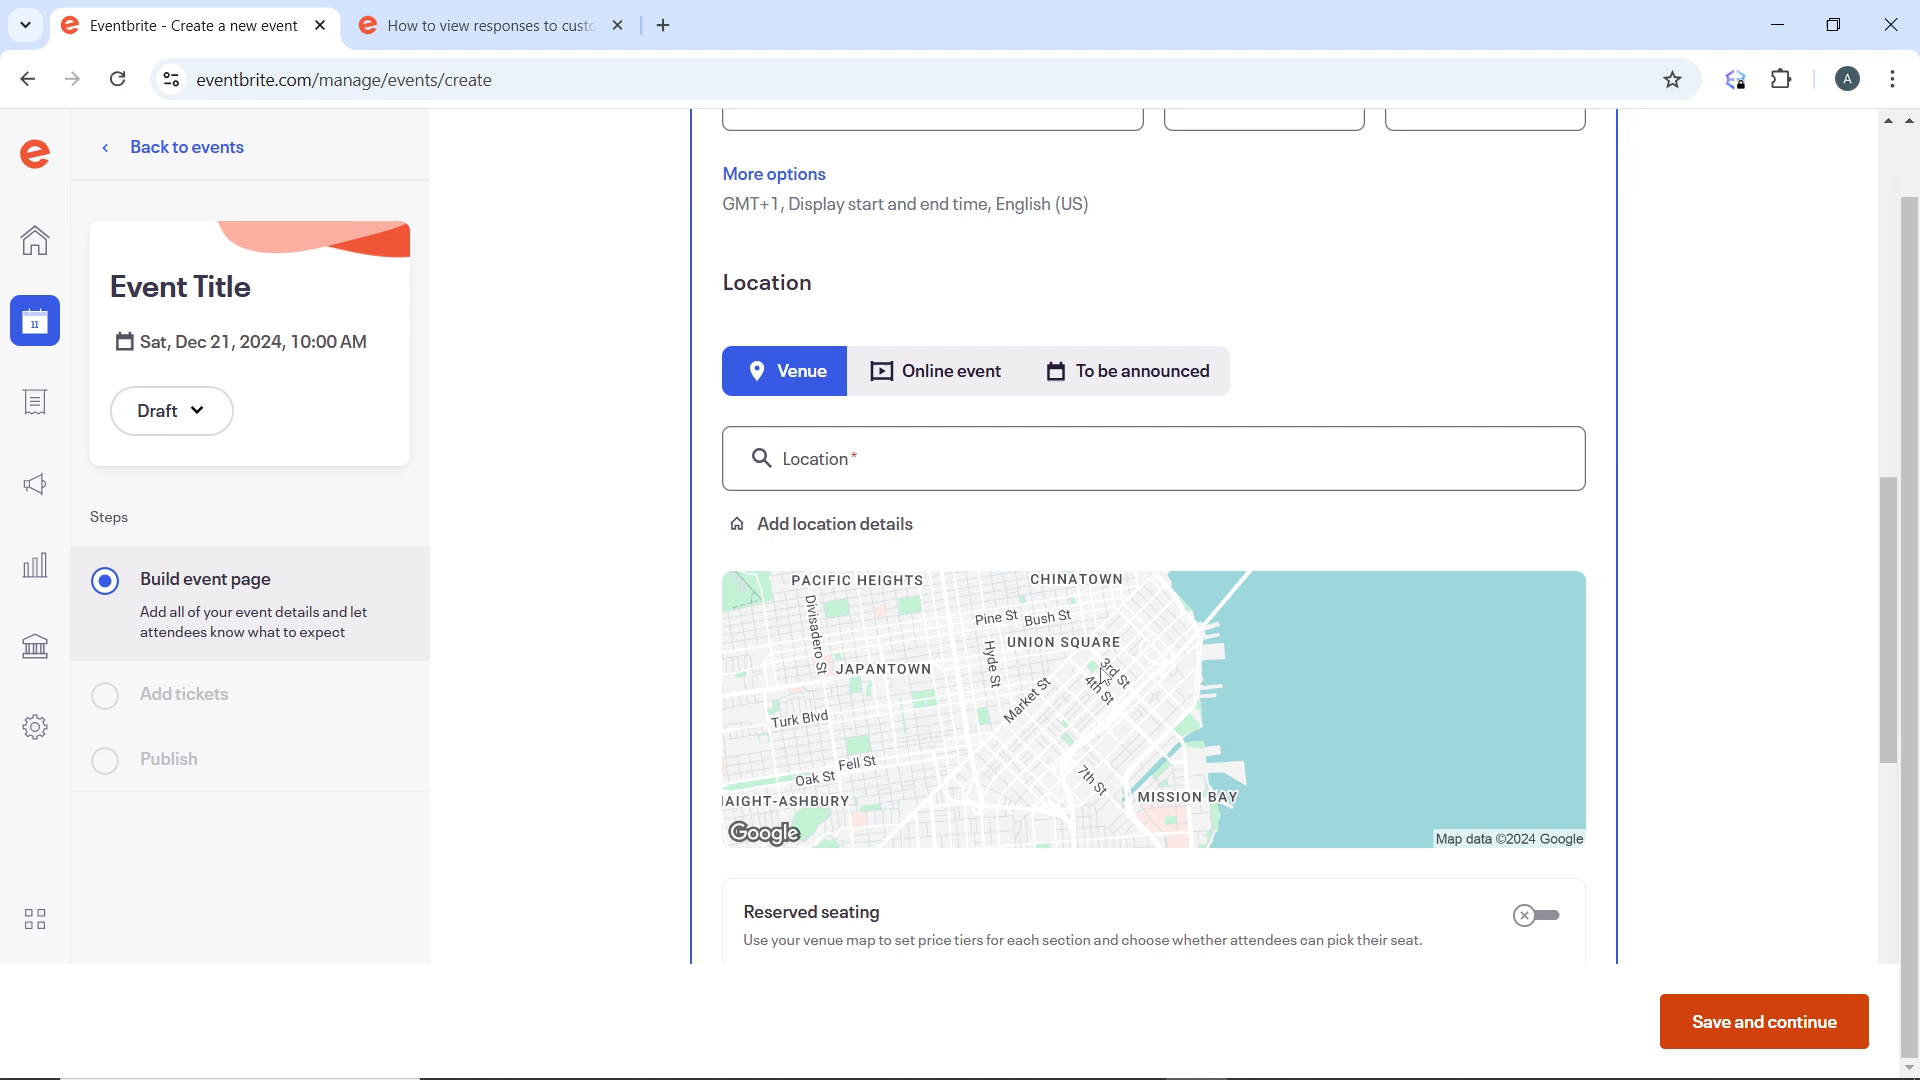 Eventbrite - Create a new event
How to view responses to custo
eventbrite.com/manage/events/create
A
Back to events
Event Title
Sat, Dec 21, 2024, 10:00 AM
Draft
Steps
Build event page
Add all of your event details and let
attendees know what to expect
Add tickets
Publish
11
More options
GMT+1, Display start and end time, English (US)
Location
Venue
Online event
To be announced
Location*
Add location details
PACIFIC HEIGHTS
CHINATOWN
Divisadero St
Pine St
Bush St
UNION SQUARE
Hyde St
JAPANTOWN
3rd St
4th St
Market St
Turk Blvd
Fell St
Oak St
7th St
HAIGHT-ASHBURY
MISSION BAY
Google
Map data ©2024 Google
Reserved seating
Use your venue map to set price tiers for each section and choose whether attendees can pick their seat.
Save and continue